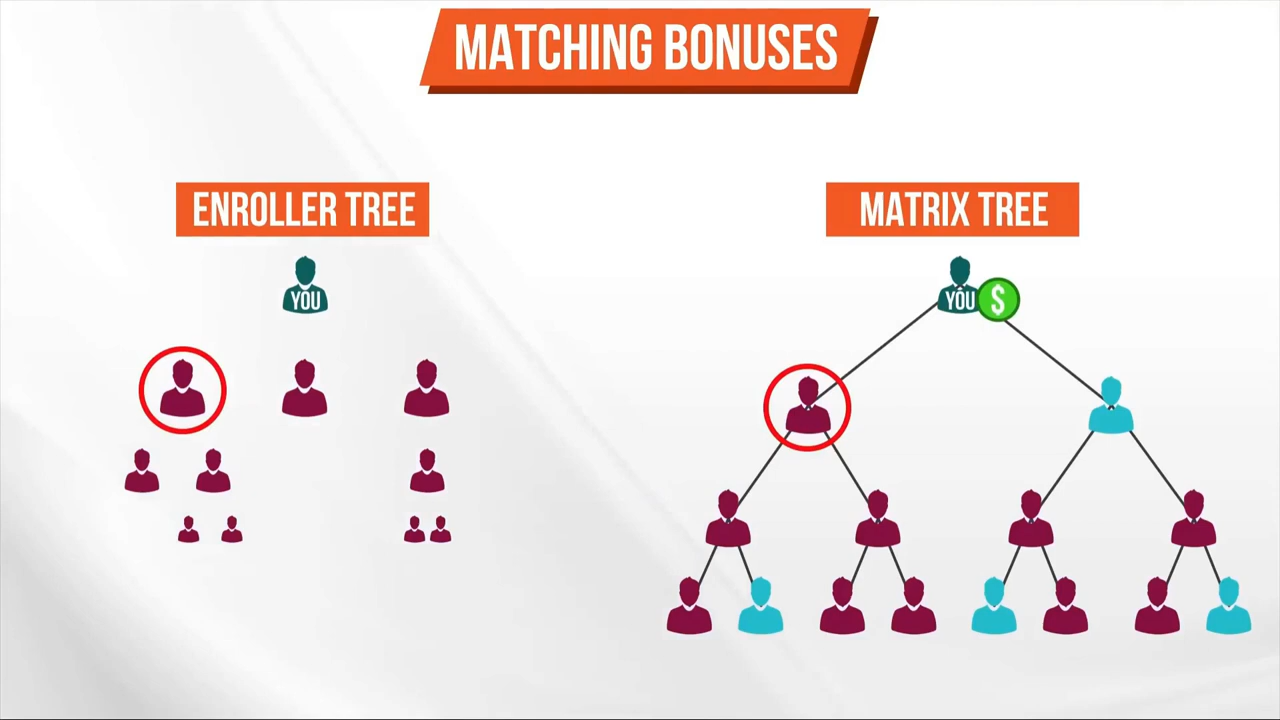 MATCHING BONUSES
ENROLLER TREE
MATRIX TREE
YOU
YOU
$